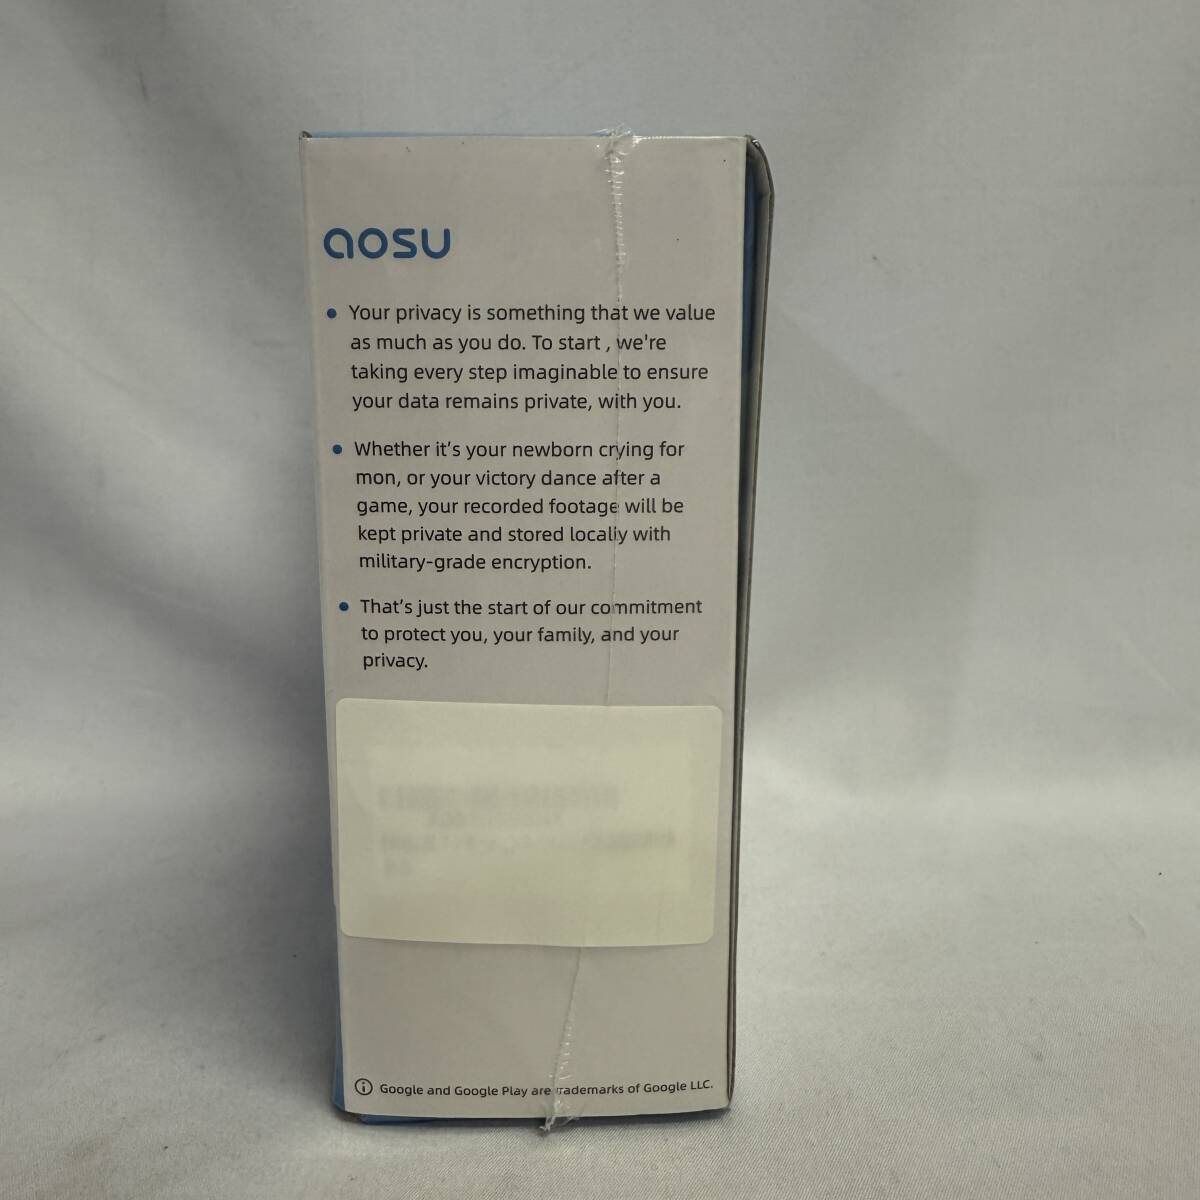 aosu
• Your privacy is something that we value
as much as you do. To start , we're
taking every step imaginable to ensure
your data remains private, with you.
• Whether it's your newborn crying for
mon, or your victory dance after a
game, your recorded footage will be
kept private and stored locally with
military-grade encryption.
• That's just the start of our commitment
to protect you, your family, and your
privacy.
Google and Google Play are trademarks of Google LLC.